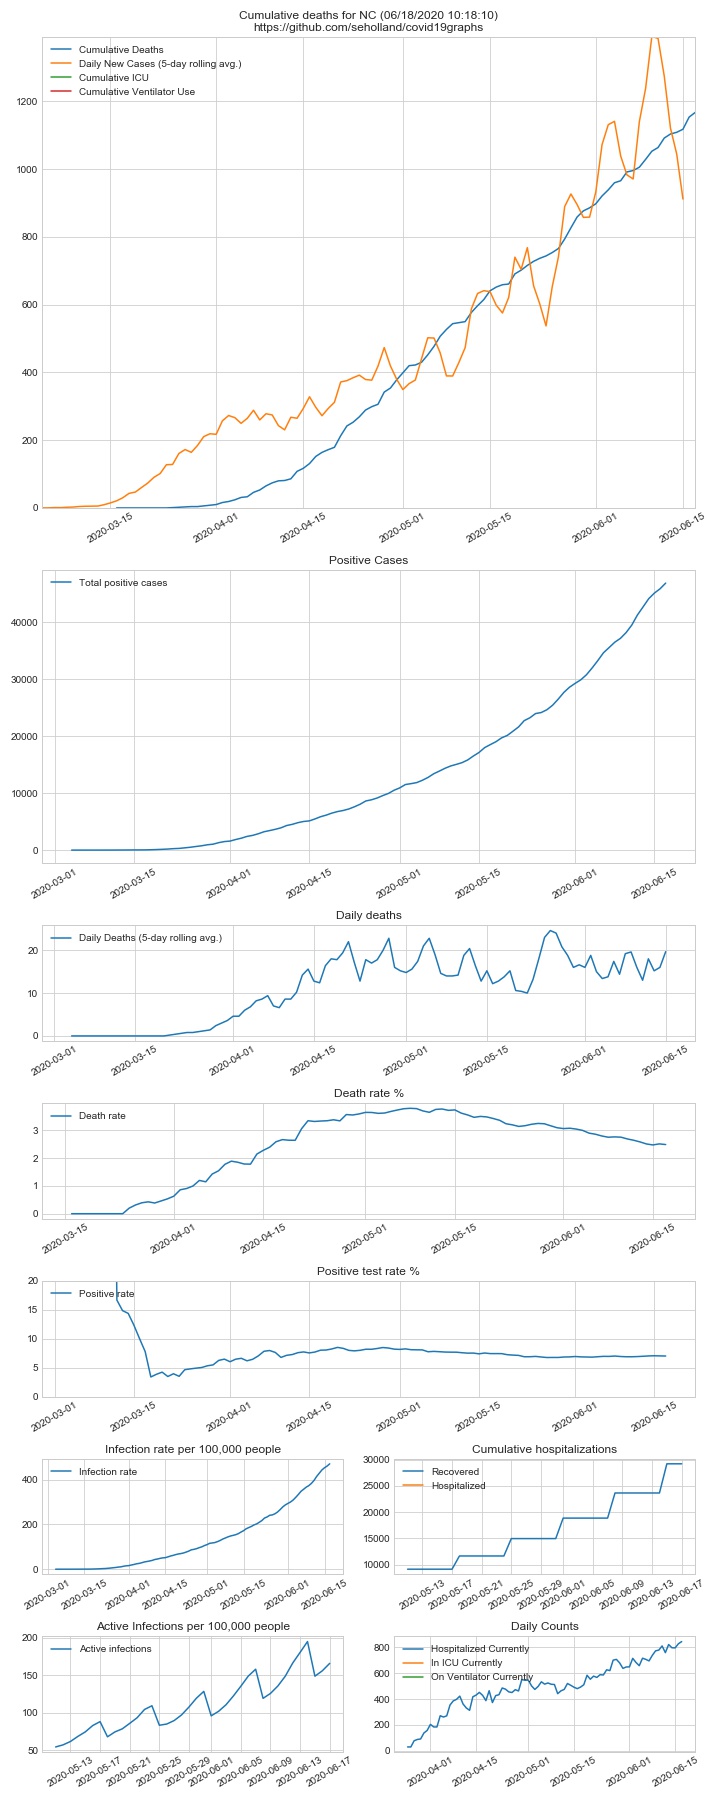 Cumulative deaths for NC (06/18/2020 10:18:10)
https://github.com/seholland/covid19graphs
Cumulative Deaths
Daily New Cases (5-day rolling avg.)
Cumulative ICU
Cumulative Ventilator Use
1200
1000
800
600
400
200
0
2020-03-15 2020-04-01 2020-04-15 2020-05-01 2020-05-15 2020-06-01 2020-06-15
Positive Cases
Total positive cases
40000
30000
20000
10000
0
2020-03-01 2020-03-15 2020-04-01 2020-04-15 2020-05-01 2020-05-15 2020-06-01 2020-06-15
Daily deaths
Daily Deaths (5-day rolling avg.)
20
10
0
2020-03-01 2020-03-15 2020-04-01 2020-04-15 2020-05-01 2020-05-15 2020-06-01 2020-06-15
Death rate %
Death rate
3
2
1
0
2020-03-15 2020-04-01 2020-04-15 2020-05-01 2020-05-15 2020-06-01 2020-06-15
Positive test rate %
20
Positive rate
15
10
5
0
2020-03-01 2020-03-15 2020-04-01 2020-04-15 2020-05-01 2020-05-15 2020-06-01 2020-06-15
Infection rate per 100,000 people
Infection rate
400
200
0
2020-03-01 2020-03-15 2020-04-01 2020-04-15 2020-05-01 2020-05-15 2020-06-01 2020-06-15
Cumulative hospitalizations
30000
Recovered
Hospitalized
25000
20000
15000
10000
2020-05-13 2020-05-17 2020-05-21 2020-05-25 2020-05-29 2020-06-01 2020-06-05 2020-06-09 2020-06-13 2020-06-17
Active Infections per 100,000 people
200
Active infections
150
100
50
2020-05-13 2020-05-17 2020-05-21 2020-05-25 2020-05-29 2020-06-01 2020-06-05 2020-06-09 2020-06-13 2020-06-17
Daily Counts
Hospitalized Currently
In ICU Currently
On Ventilator Currently
800
600
400
200
0
2020-04-01 2020-04-15 2020-05-01 2020-05-15 2020-06-01 2020-06-15